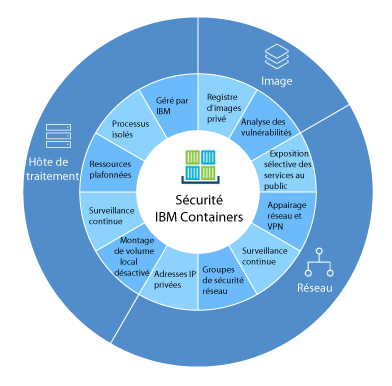 Image
Hôte de
traitement
Réseau
Sécurité
IBM Containers
Géré par
IBM
Registre
d'images
privé
Analyse des
vulnérabilités
Exposition
sélective des
services au
public
Appairage
réseau et
VPN
Surveillance
continue
Groupes
de sécurité
réseau
Adresses IP
privées
Montage
de volume
local
désactivé
Surveillance
continue
Ressources
plafonnées
Processus
isolés